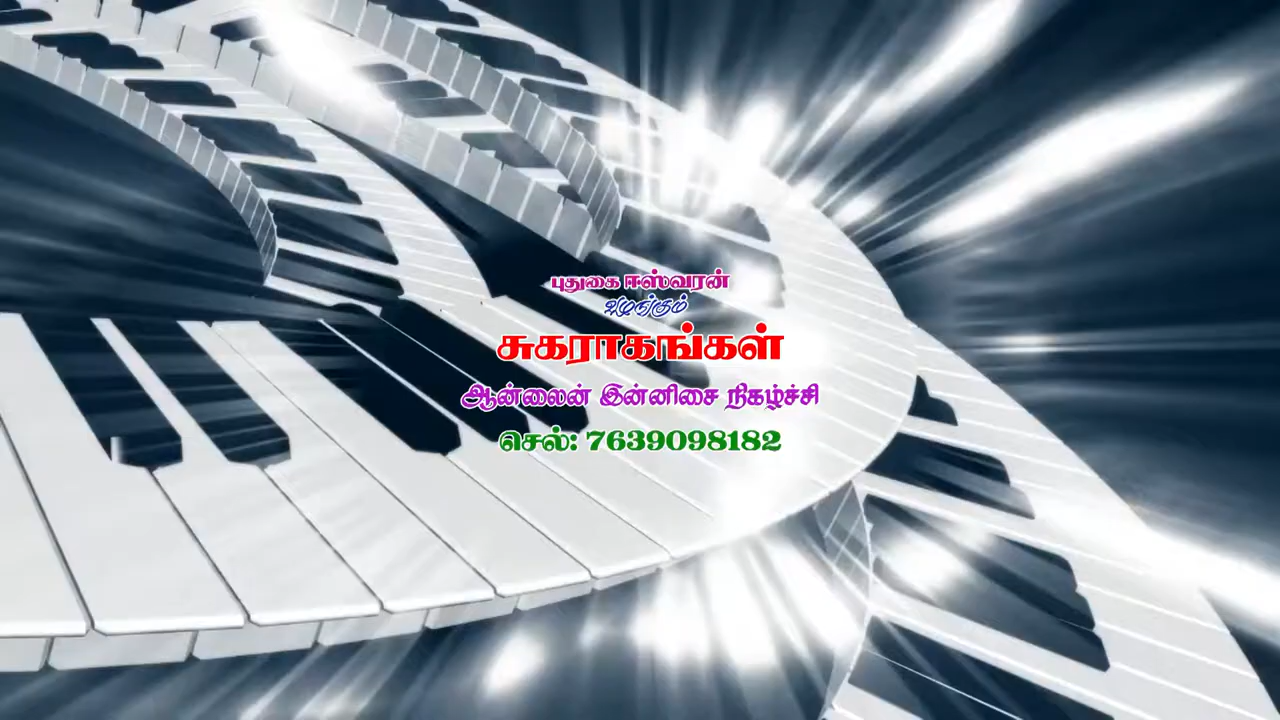 புதுகை ஈஸ்வரன்
வழங்கும்
சுகராகங்கள்
ஆன்லைன் இன்னிசை நிகழ்ச்சி
செல்: 7639098182